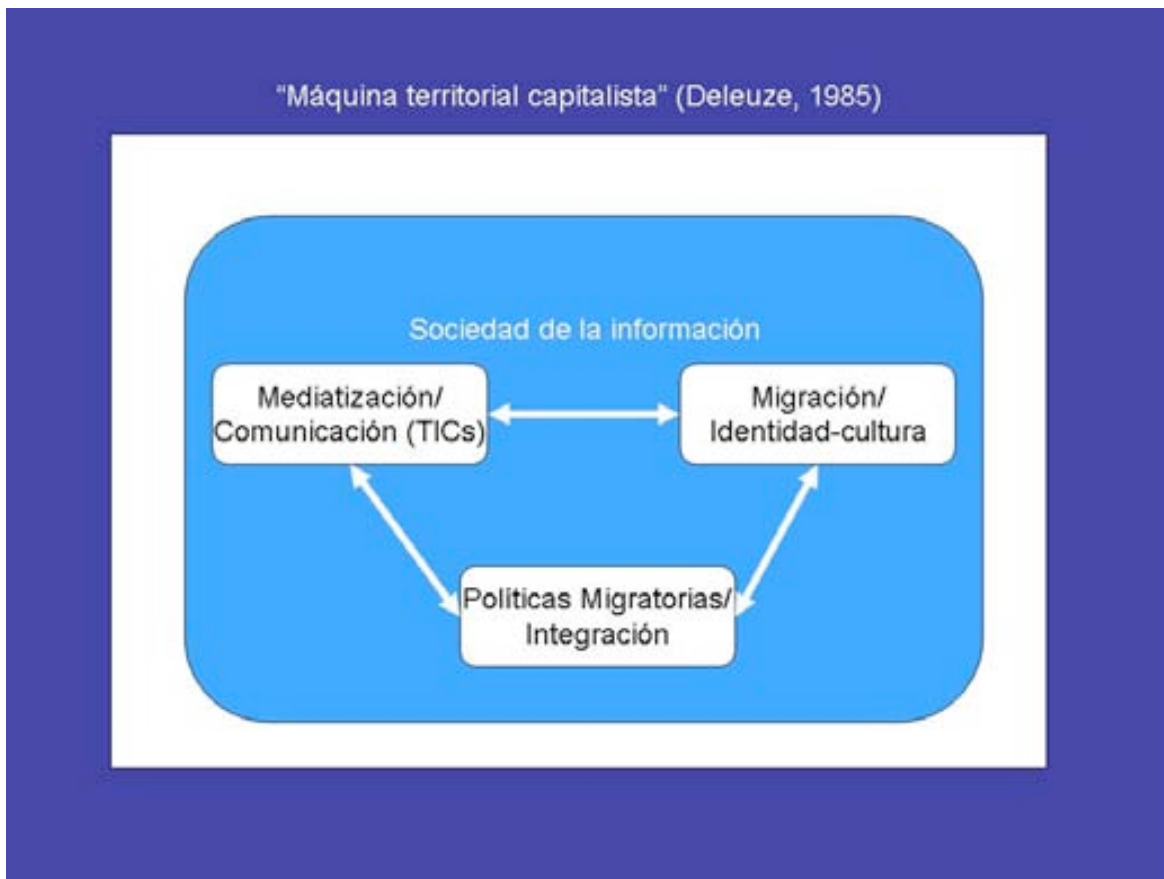 “Máquina territorial capitalista“ (Deleuze, 1985)
Sociedad de la información
Mediatización/
Comunicación (TICs)
Migración/
Identidad-cultura
Políticas Migratorias/
Integración